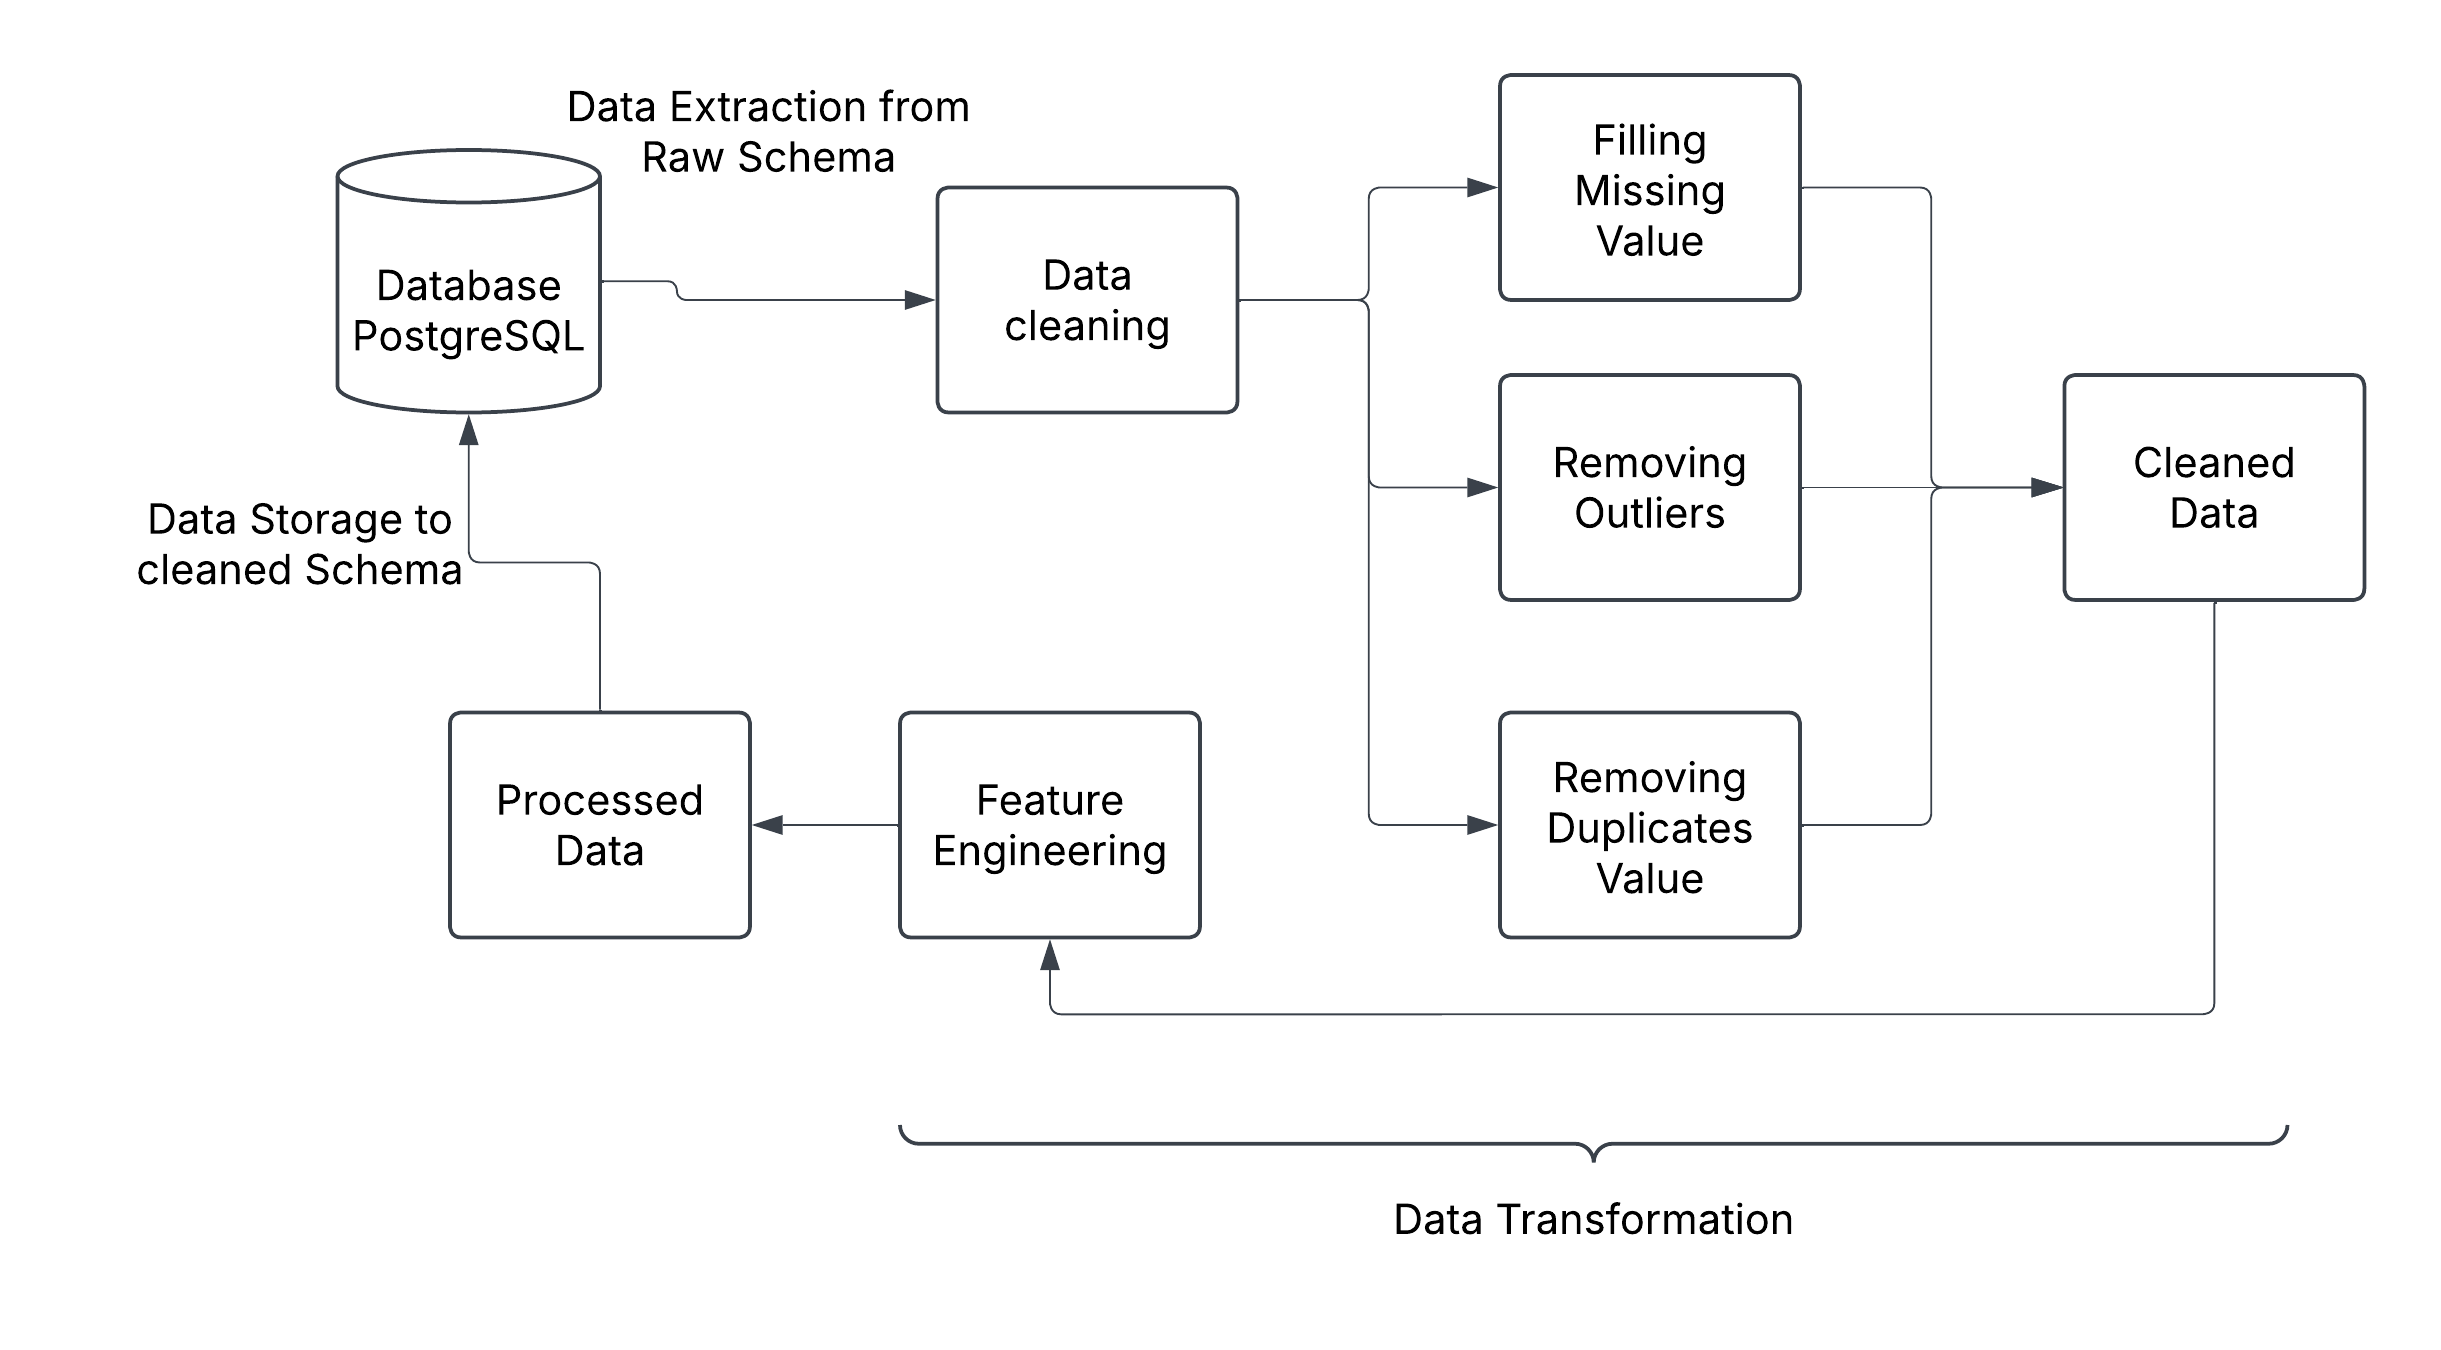 Data Extraction from
Raw Schema
Database
PostgreSQL
Data
cleaning
Filling
Missing
Value
Removing
Outliers
Removing
Duplicates
Value
Cleaned
Data
Feature
Engineering
Processed
Data
Data Storage to
cleaned Schema
Data Transformation